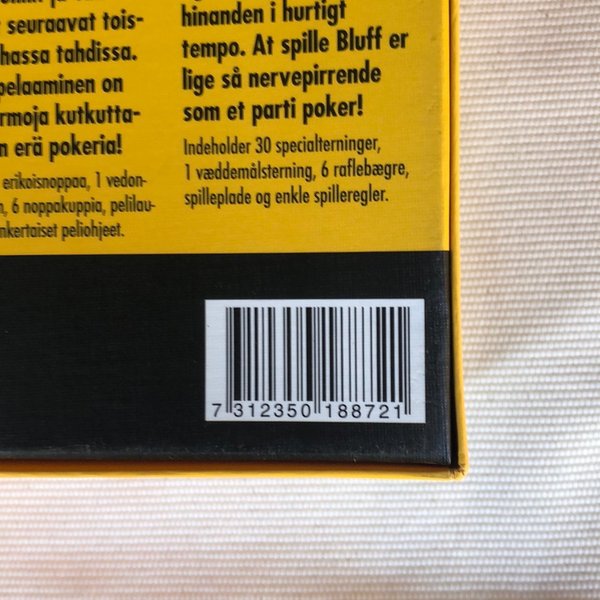 seuraavat tois-
hassa tahdissa.
pelaaminen on
rmoja kutkutta-
n erä pokeria!
erikoisnoppaa, 1 vedon-
n, 6 noppakuppia, pelilau-
nkertaiset peliohjeet.
hinanden i hurtigt
tempo. At spille Bluff er
lige så nervepirrende
som et parti poker!
Indeholder 30 specialterninger,
1 væddemålsterning, 6 raflebægre,
spilleplade og enkle spilleregler.
7 312350 188721